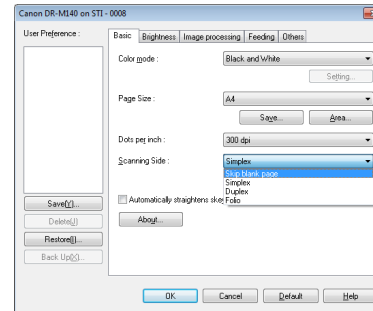 Canon DR-M140 on STI - 0008
User Preference :
Basic
Brightness
Image processing
Feeding
Others
Color mode :
Black and White
Setting...
Page Size :
A4
Save...
Area...
Dots per inch :
300 dpi
Scanning Side :
Simplex
Skip blank page
Simplex
Duplex
Folio
Automatically straightens ske
About...
Save(Y)...
Delete(J)
Restore(I)...
Back Up(X)...
OK
Cancel
Default
Help